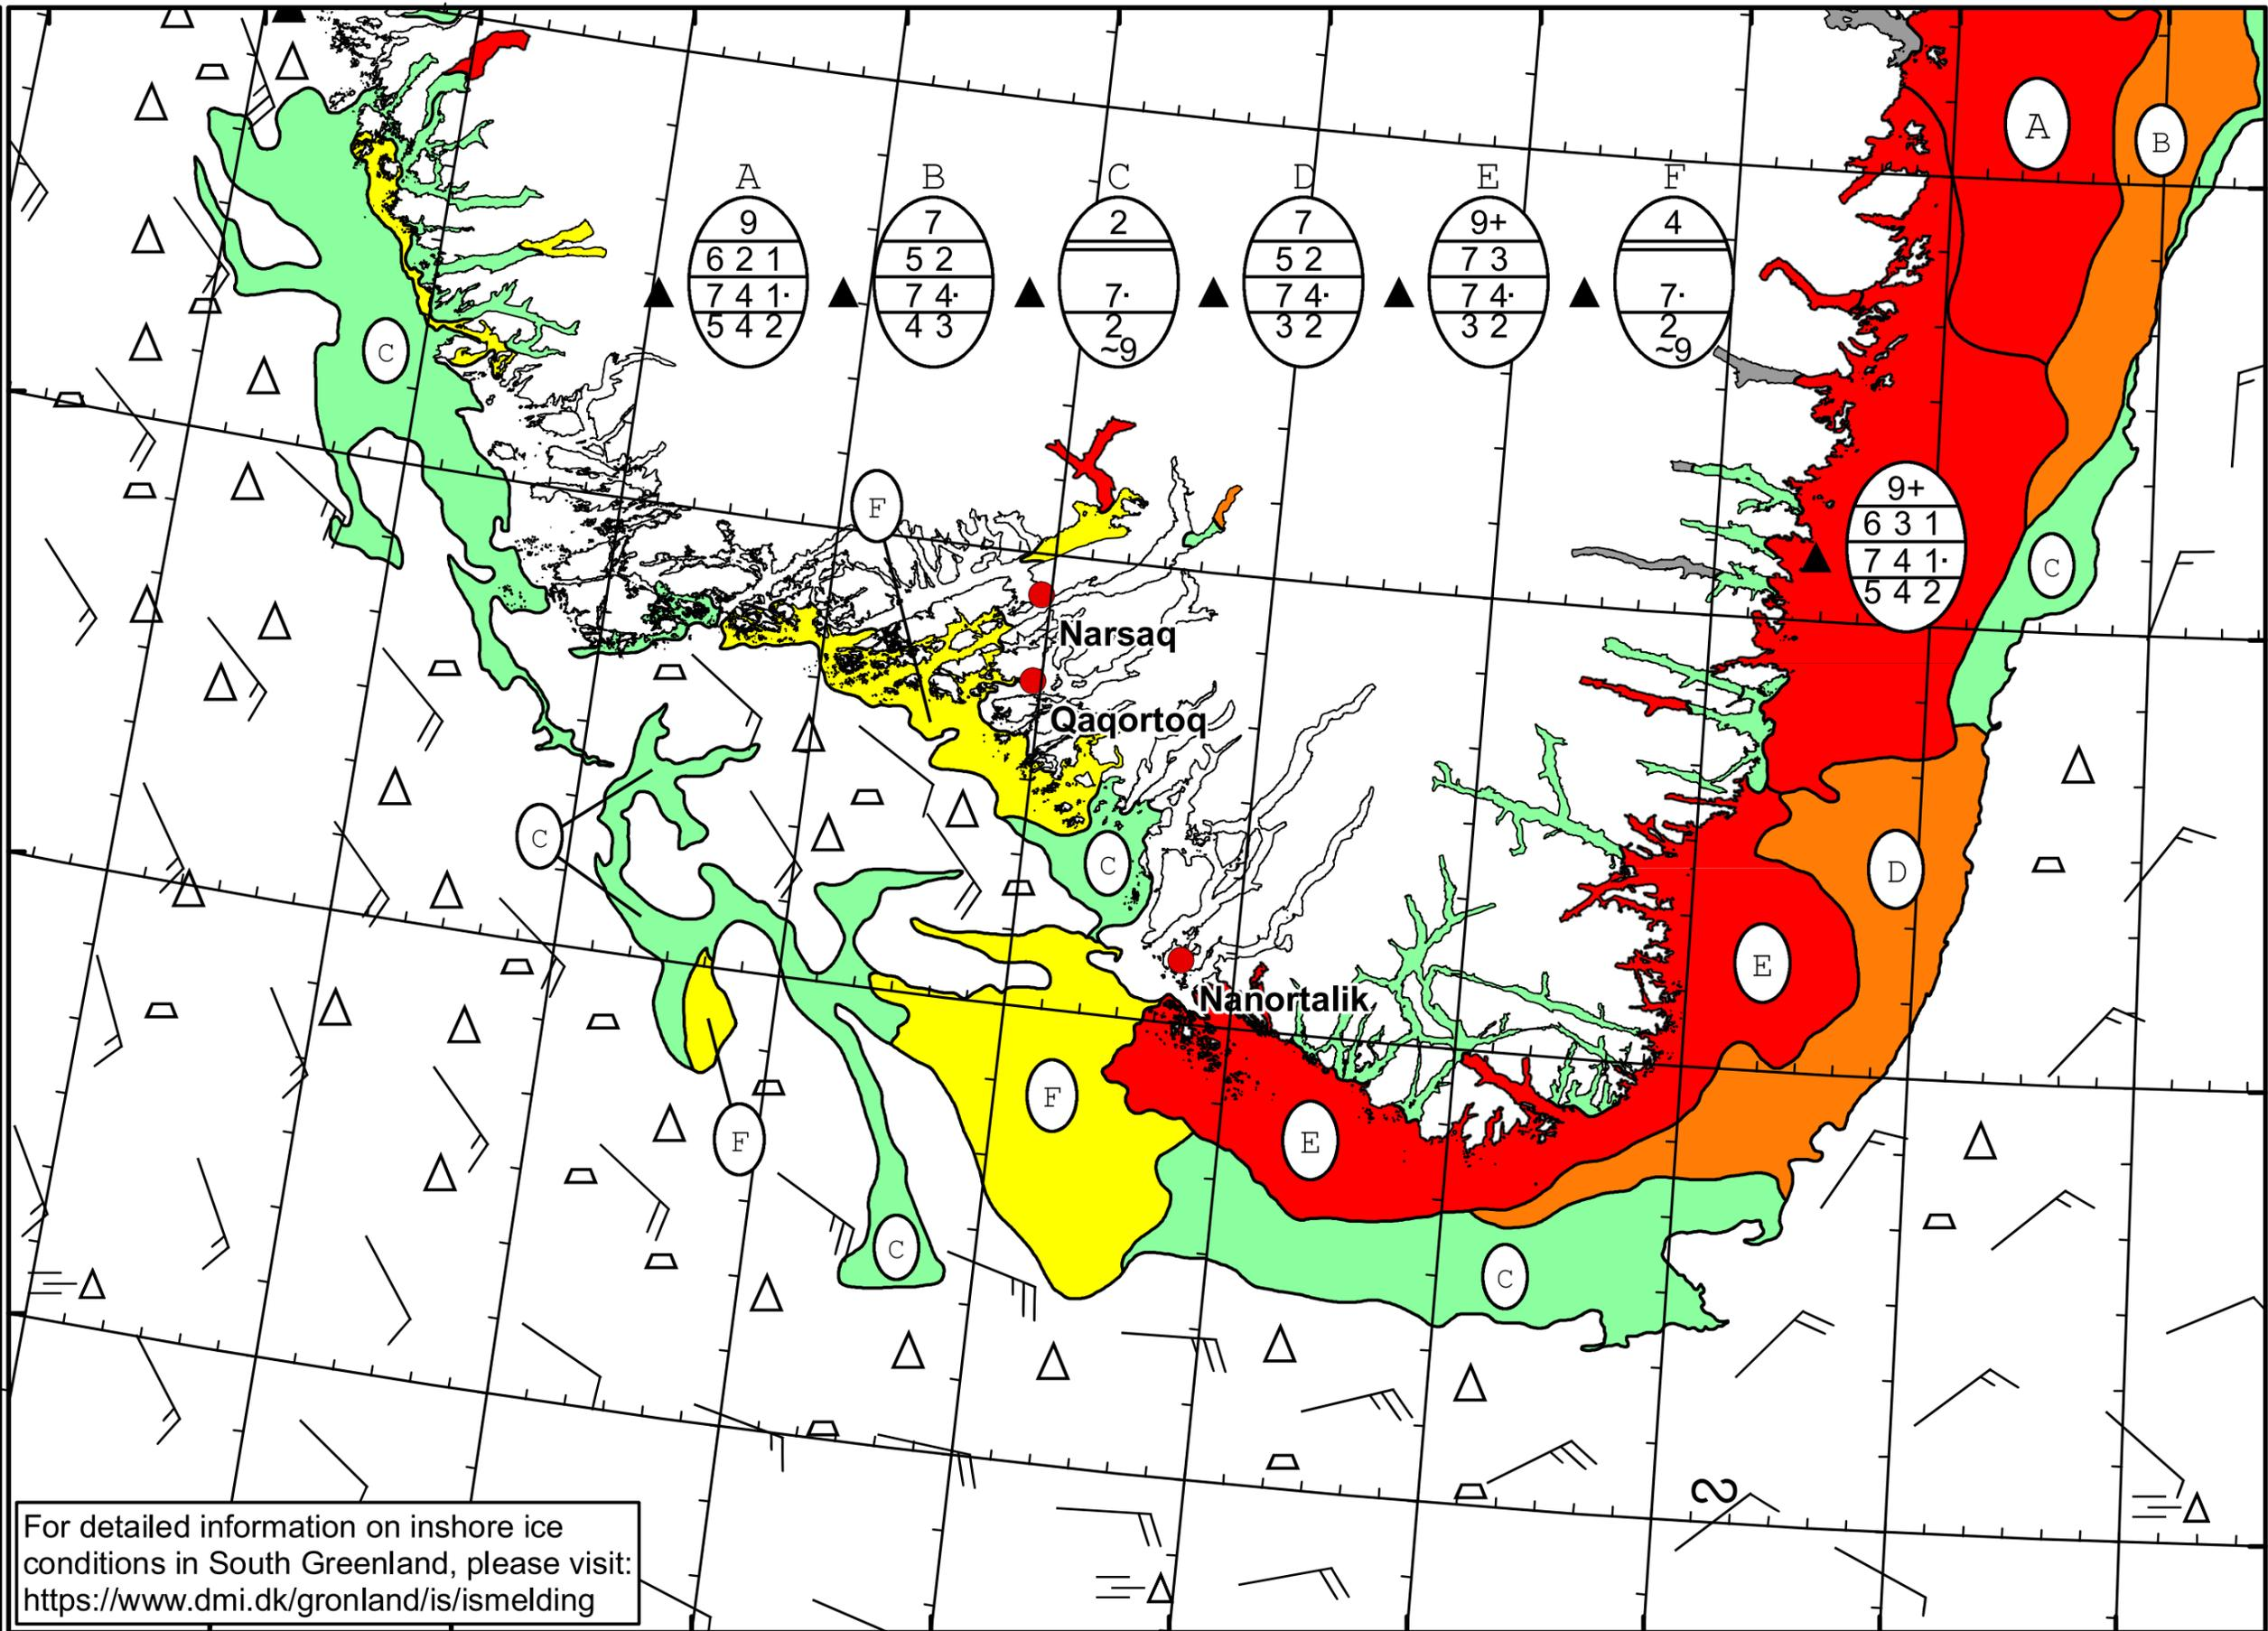 A B C D E F
9 7 2 7 9+ 4
6 2 1 5 2 5 2 7 3
7 4 1· 7 4· 7· 7 4· 7 4· 7·
5 4 2 4 3 2 3 2 3 2 2
~9 ~9
A
B
C
F
9+
6 3 1
7 4 1·
5 4 2
C
Narsaq
Qaqortoq
C
C
D
E
Nanortalik
F
E
F
C
C
2
For detailed information on inshore ice
conditions in South Greenland, please visit:
https://www.dmi.dk/gronland/is/ismelding